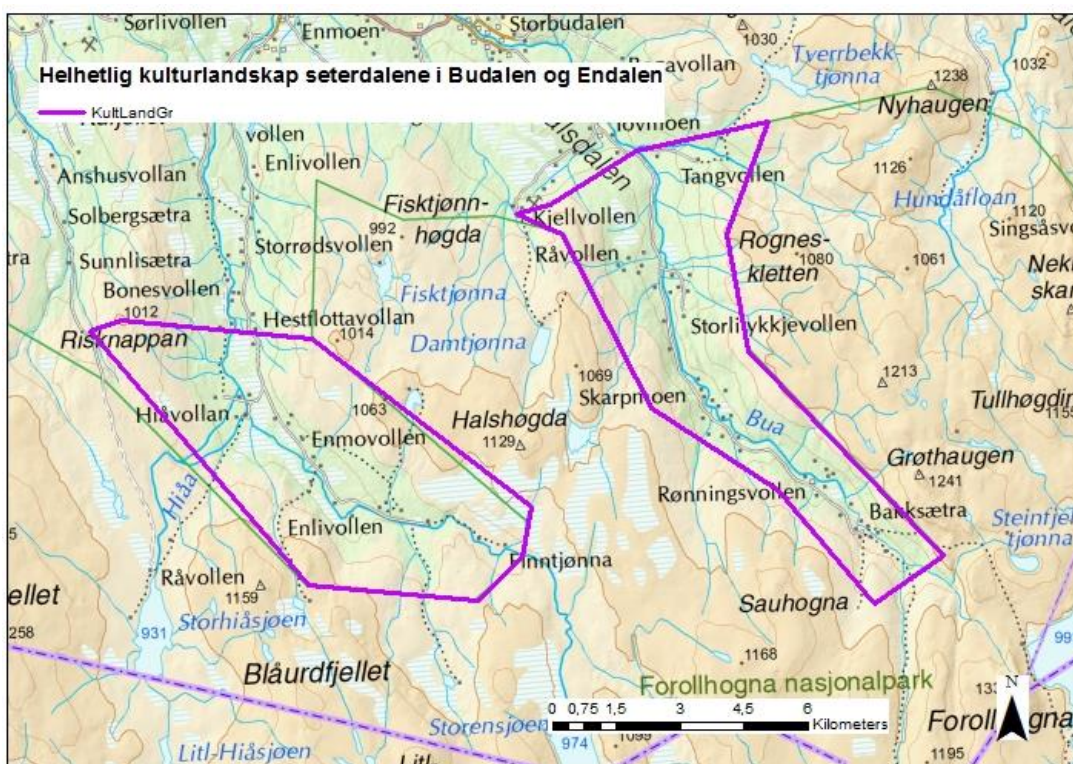 Sørlivollen
Enmoen
Storbudalen
1030
Tverrbekk-
tjønna
1032
1238
Nyhaugen
Helhetlig kulturlandskap seterdalene i Budalen og Endalen
KultLandGr
vollen
Anshusvollan
Enlivollen
Tangvollen
1126
Hundåfloan
Solbergsætra
Fisktjønn-
høgda
Kjellvollen
1120
Storrødsvollen
992
Råvollen
Rognes-
kletten
1080
1061
Sunnlisætra
Bonesvollen
Fisktjønna
1012
Hestflottavollan
Risknappan
1014
Damtjønna
1069
Skarpmoen
1213
1063
Hiåvollan
Halshøgda
1129
Enmovollen
Bua
Grøthaugen
1241
Hiåa
Rønningsvollen
Bakksætra
Enlivollen
Finntjønna
Råvollen
1159
Sauhogna
ellet
Storhiåsjøen
258
931
1168
Blåurdfjellet
Forollhogna nasjonalpark
N
0 0,75 1,5 3 4,5 6
Kilometers
Storensjøen
974
1099
Litl-Hiåsjøen
1195